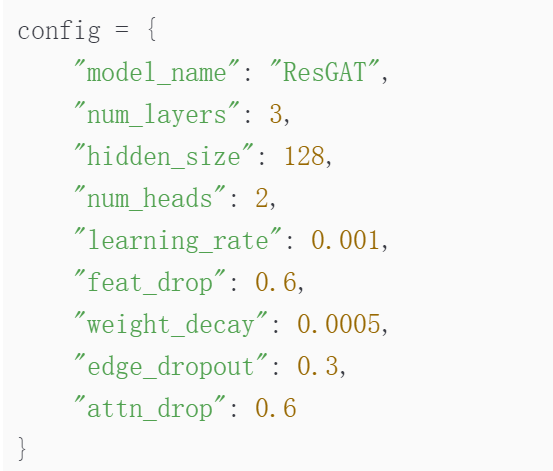 config = {
    "model_name": "ResGAT",
    "num_layers": 3,
    "hidden_size": 128,
    "num_heads": 2,
    "learning_rate": 0.001,
    "feat_drop": 0.6,
    "weight_decay": 0.0005,
    "edge_dropout": 0.3,
    "attn_drop": 0.6
}